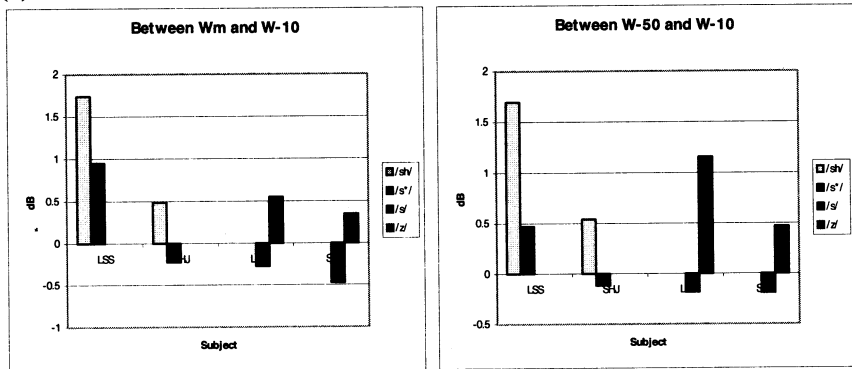 Between Wm and W-10
2
1.5
1
0.5
0
-0.5
-1
dB
LSS
Subject
/sh/
/s*/
/s/
/z/
Between W-50 and W-10
2
1.5
1
0.5
0
-0.5
dB
LSS
SHJ
Subject
/sh/
/s*/
/s/
/z/